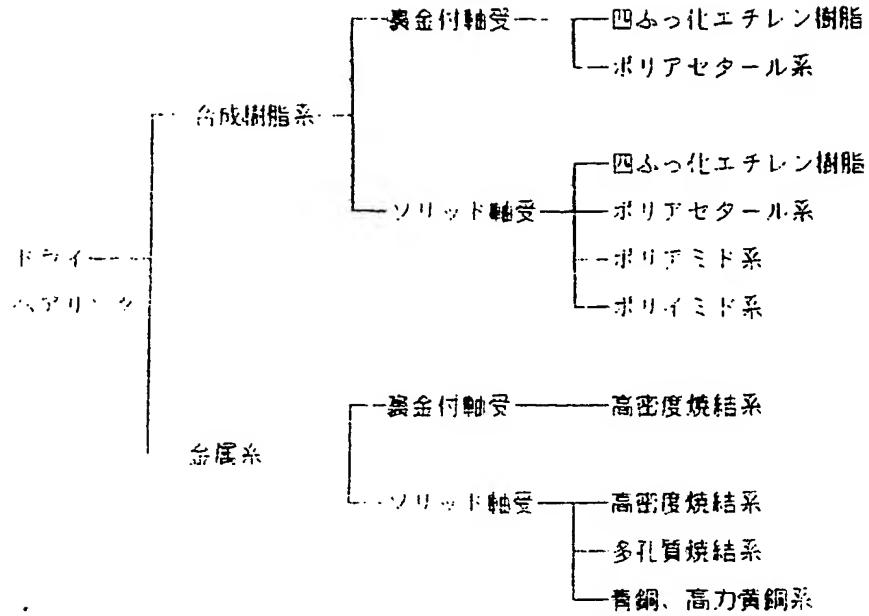 裏金付軸受
四ふっ化エチレン樹脂
ポリアセタール系
合成樹脂系
四ふっ化エチレン樹脂
ソリッド軸受
ポリアセタール系
ドライ
ポリアミド系
ベアリング
ポリイミド系
裏金付軸受
高密度焼結系
金属系
ソリッド軸受
高密度焼結系
多孔質焼結系
青銅、高力黄銅系